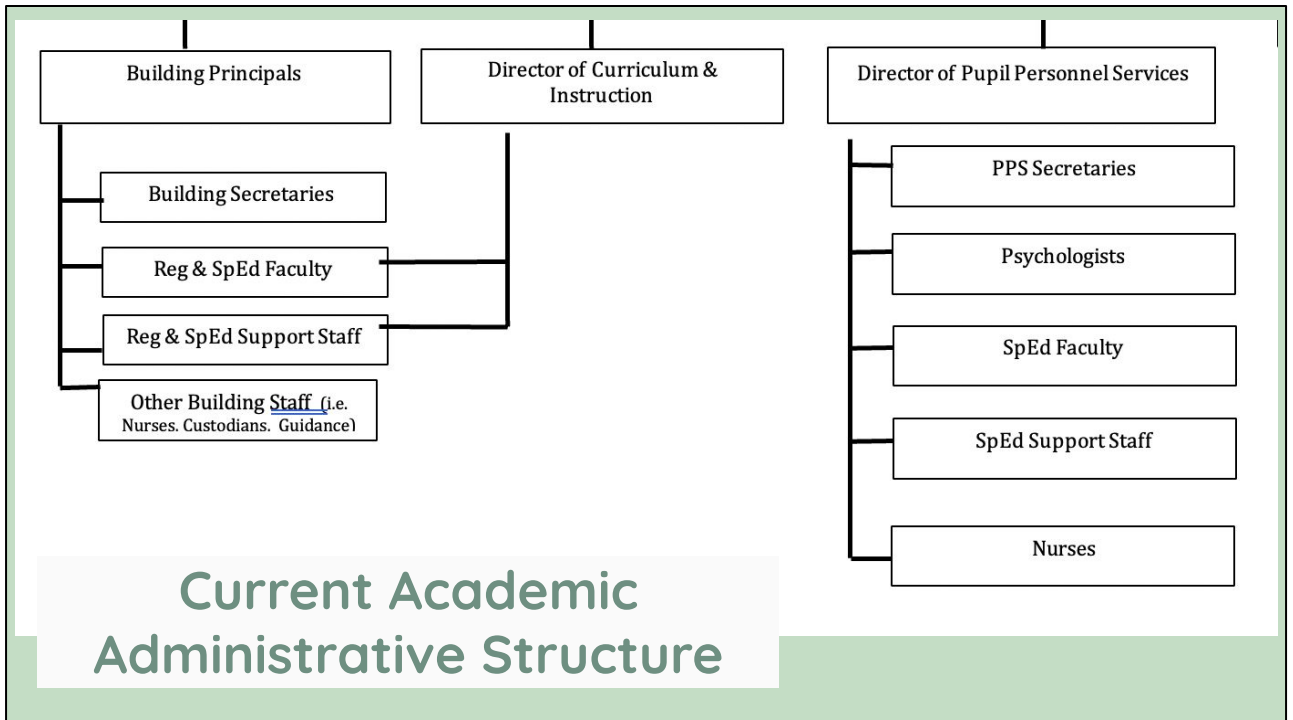 Building Principals
Director of Curriculum &
Instruction
Director of Pupil Personnel Services
Building Secretaries
Reg & SpEd Faculty
Reg & SpEd Support Staff
Other Building Staff (i.e.
Nurses. Custodians. Guidance)
PPS Secretaries
Psychologists
SpEd Faculty
SpEd Support Staff
Nurses
Current Academic
Administrative Structure